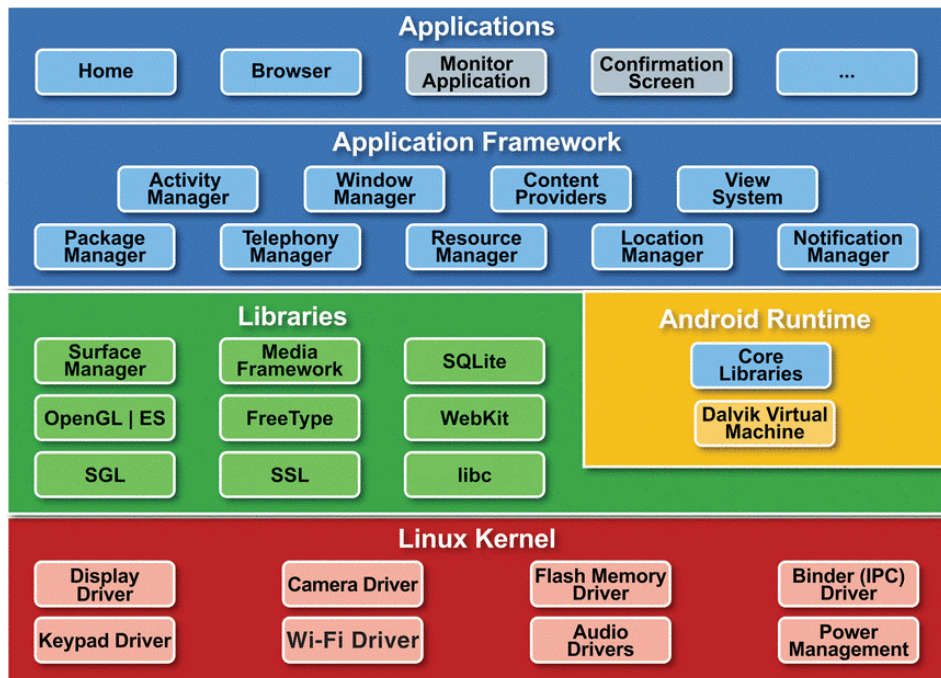 Applications
Home
Browser
Monitor
Application
Confirmation
Screen
...
Application Framework
Activity
Manager
Window
Manager
Content
Providers
View
System
Package
Manager
Telephony
Manager
Resource
Manager
Location
Manager
Notification
Manager
Libraries
Surface
Manager
Media
Framework
SQLite
OpenGL | ES
FreeType
WebKit
SGL
SSL
libc
Android Runtime
Core
Libraries
Dalvik Virtual
Machine
Linux Kernel
Display
Driver
Camera Driver
Flash Memory
Driver
Binder (IPC)
Driver
Keypad Driver
Wi-Fi Driver
Audio
Drivers
Power
Management